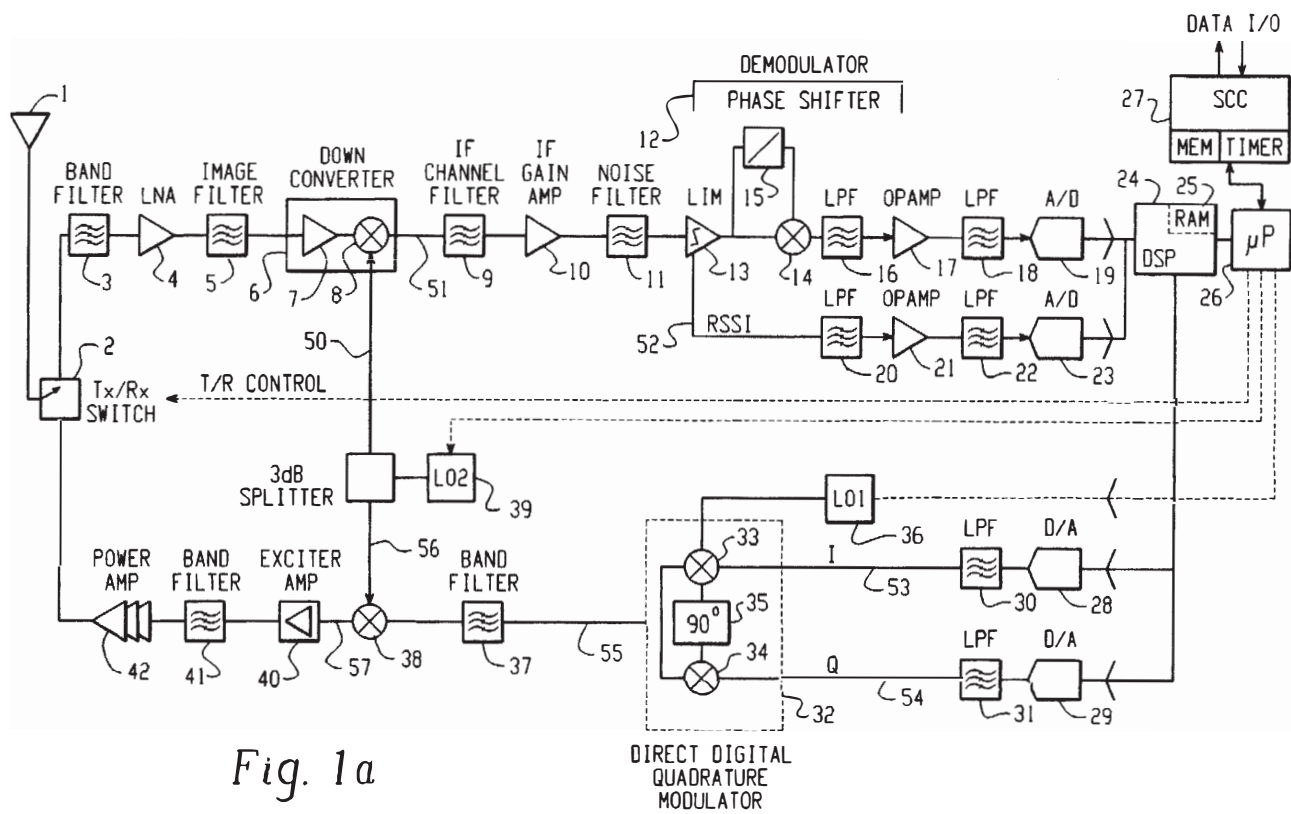 DATA I/O
1
DEMODULATOR
12
PHASE SHIFTER
27
SCC
MEM
TIMER
BAND
FILTER
LNA
IMAGE
FILTER
DOWN
CONVERTER
IF
CHANNEL
FILTER
IF
GAIN
AMP
NOISE
FILTER
LIM
15
LPF
OPAMP
LPF
A/D
24
25
RAM
DSP
µP
3
4
5
6
7
8
51
9
10
11
13
14
16
17
18
19
26
50
52
RSSI
LPF
OPAMP
LPF
A/D
20
21
22
23
2
Tx/Rx
SWITCH
T/R CONTROL
3dB
SPLITTER
LO2
39
LO1
36
56
33
I
53
LPF
D/A
30
28
POWER
AMP
BAND
FILTER
EXCITER
AMP
BAND
FILTER
90°
35
42
41
40
57
38
37
55
34
Q
54
LPF
D/A
31
29
32
DIRECT DIGITAL
QUADRATURE
MODULATOR
Fig. 1a